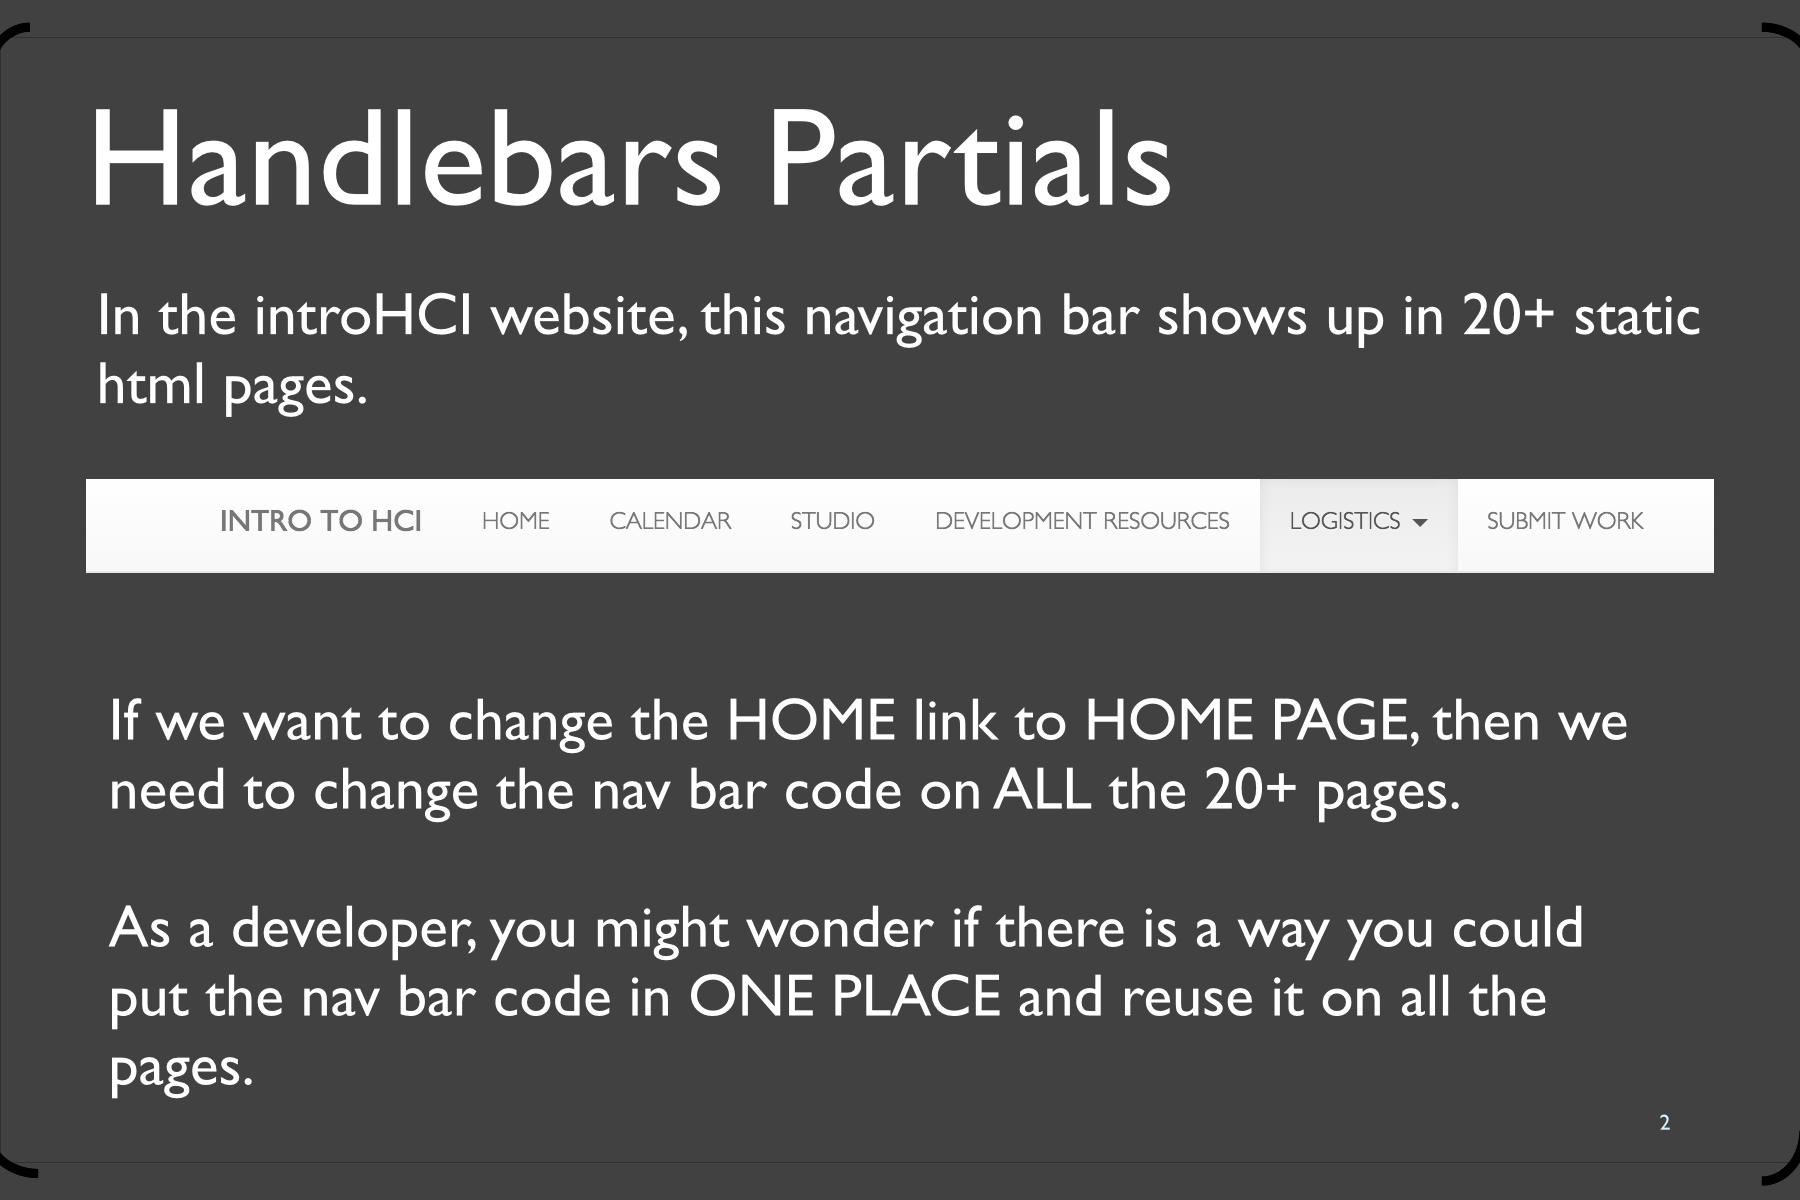 Handlebars Partials
In the introHCI website, this navigation bar shows up in 20+ static
html pages.
INTRO TO HCI HOME CALENDAR STUDIO DEVELOPMENT RESOURCES LOGISTICS SUBMIT WORK
If we want to change the HOME link to HOME PAGE, then we
need to change the nav bar code on ALL the 20+ pages.
As a developer, you might wonder if there is a way you could
put the nav bar code in ONE PLACE and reuse it on all the
pages.
2